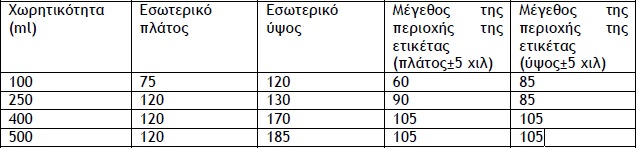 Χωρητικότητα (ml) Εσωτερικό πλάτος Εσωτερικό ύψος Μέγεθος της περιοχής της ετικέτας (πλάτος±5 χιλ) Μέγεθος της περιοχής της ετικέτας (ύψος±5 χιλ)
100 75 120 60 85
250 120 130 90 85
400 120 170 105 105
500 120 185 105 105